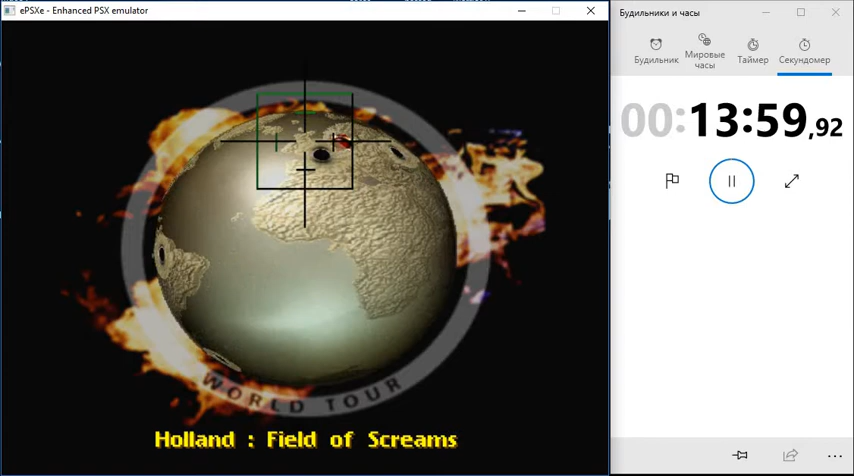 ePSXe - Enhanced PSX emulator
WORLD TOUR
Holland : Field of Screams
Будильники и часы
Будильник
Мировые
часы
Таймер
Секундомер
00:13:59,92